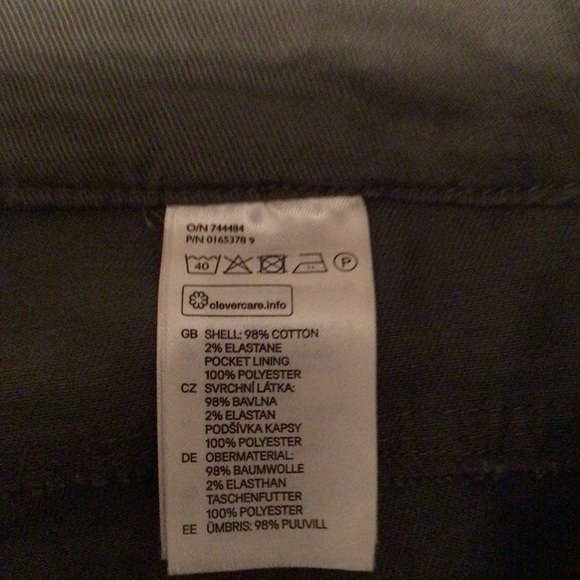 O/N 744484
P/N 0165378 9
40 P
clevercare.info
GB SHELL: 98% COTTON
2% ELASTANE
POCKET LINING
100% POLYESTER
CZ SVRCHNÍ LÁTKA:
98% BAVLNA
2% ELASTAN
PODŠÍVKA KAPSY
100% POLYESTER
DE OBERMATERIAL:
98% BAUMWOLLE
2% ELASTHAN
TASCHENFUTTER
100% POLYESTER
EE ÜMBRIS: 98% PUUVILL